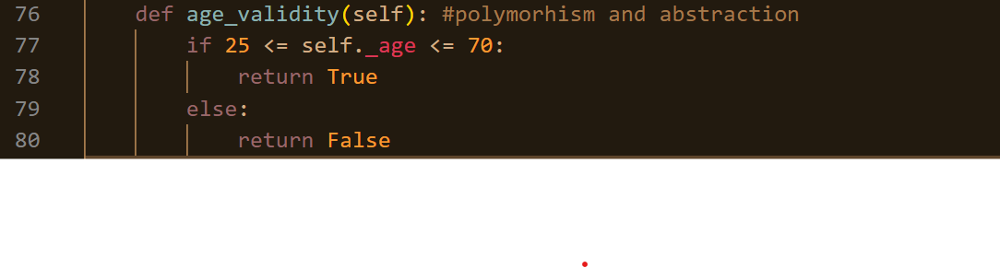 76 def age_validity(self): #polymorhism and abstraction
77 if 25 <= self._age <= 70:
78 return True
79 else:
80 return False